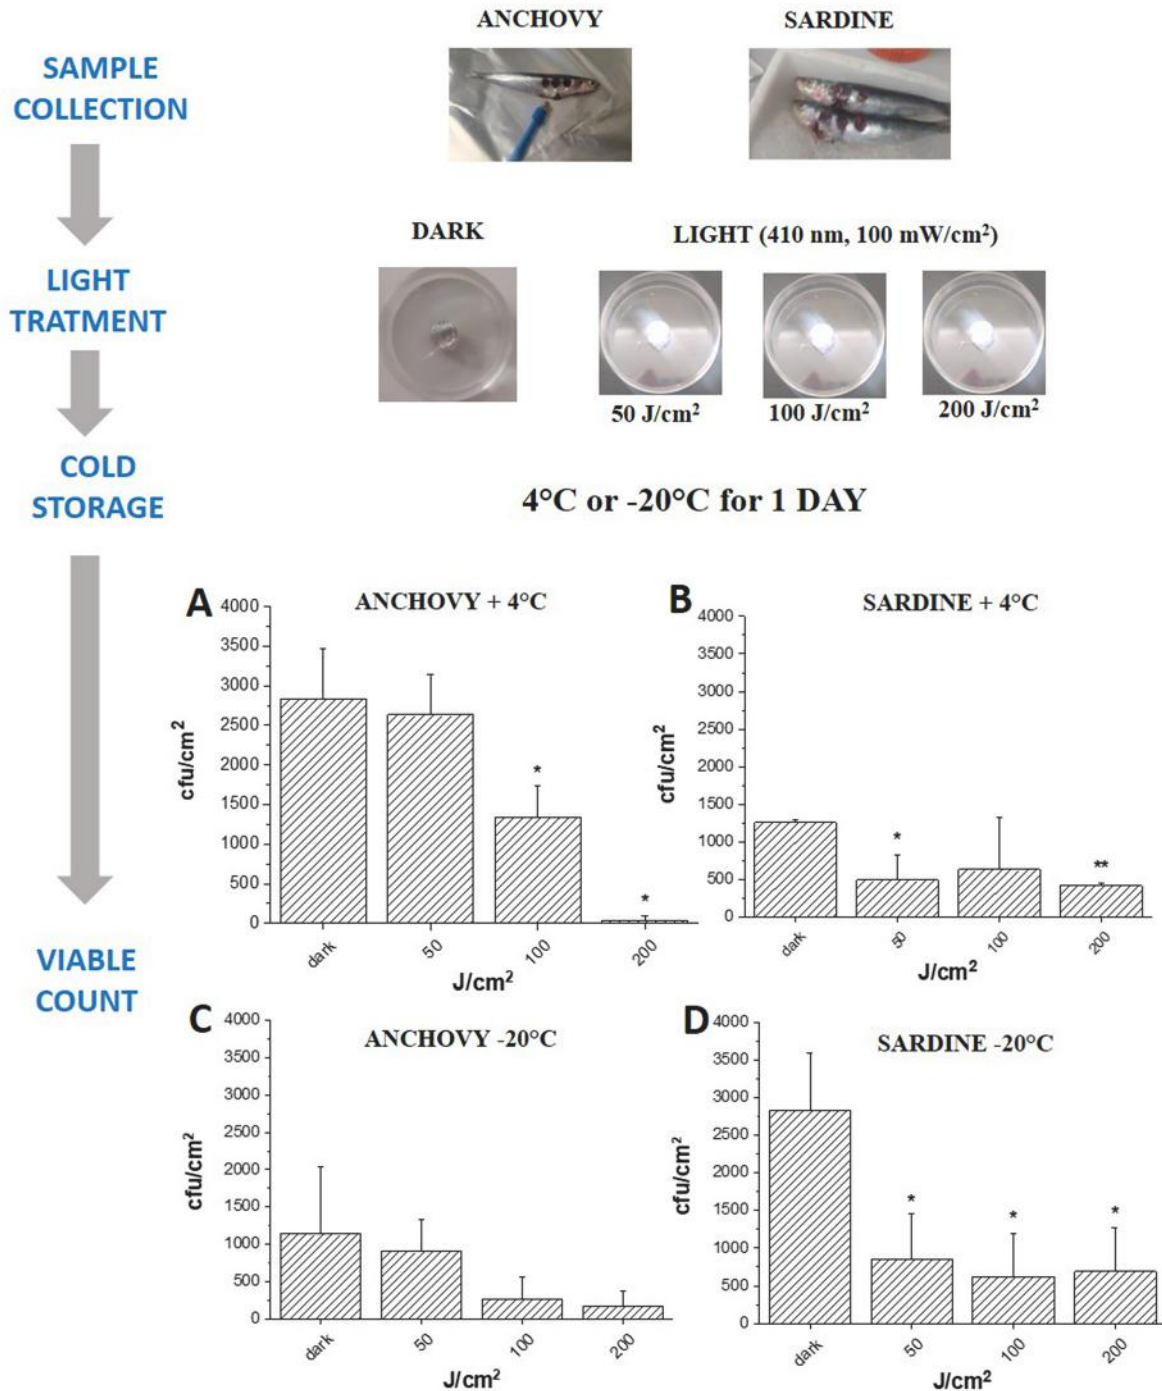 ANCHOVY
SARDINE
SAMPLE
COLLECTION
DARK
LIGHT (410 nm, 100 mW/cm²)
LIGHT
TRATMENT
50 J/cm²
100 J/cm²
200 J/cm²
COLD
STORAGE
4°C or -20°C for 1 DAY
A
ANCHOVY + 4°C
4000
3500
3000
2500
2000
1500
1000
500
0
cfu/cm²
*
*
dark
50
100
200
J/cm²
B
SARDINE + 4°C
4000
3500
3000
2500
2000
1500
1000
500
0
cfu/cm²
*
**
dark
50
100
200
J/cm²
VIABLE
COUNT
C
ANCHOVY -20°C
4000
3500
3000
2500
2000
1500
1000
500
0
cfu/cm²
dark
50
100
200
J/cm²
D
SARDINE -20°C
4000
3500
3000
2500
2000
1500
1000
500
0
cfu/cm²
*
*
*
dark
50
100
200
J/cm²